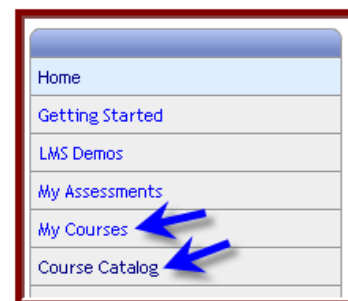 Home
Getting Started
LMS Demos
My Assessments
My Courses
Course Catalog